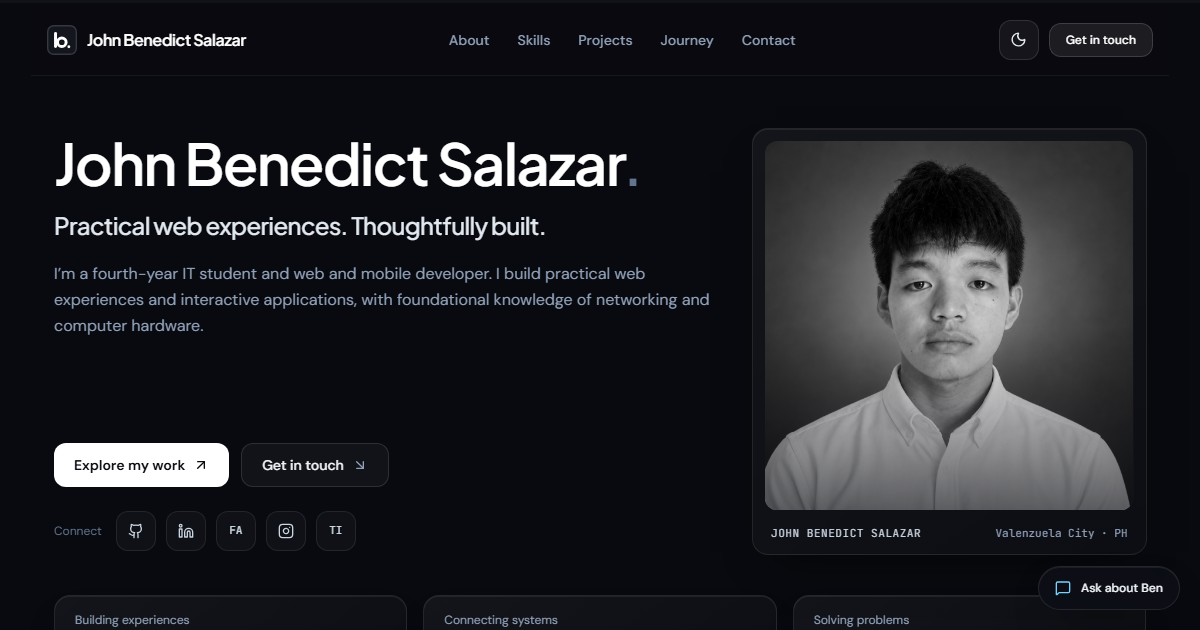 b. John Benedict Salazar
About Skills Projects Journey Contact
Get in touch
John Benedict Salazar.
Practical web experiences. Thoughtfully built.
I’m a fourth-year IT student and web and mobile developer. I build practical web
experiences and interactive applications, with foundational knowledge of networking and
computer hardware.
Explore my work
Get in touch
Connect
in
FA
TI
JOHN BENEDICT SALAZAR
Valenzuela City · PH
Ask about Ben
Building experiences
Connecting systems
Solving problems